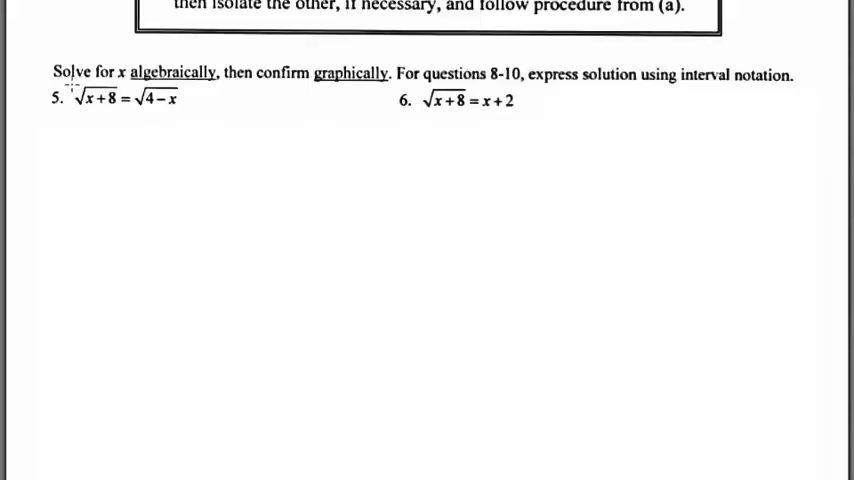 then isolate the other, if necessary, and follow procedure from (a).
Solve for x algebraically, then confirm graphically. For questions 8-10, express solution using interval notation.
5. √x+8 = √4−x
6. √x+8 = x+2